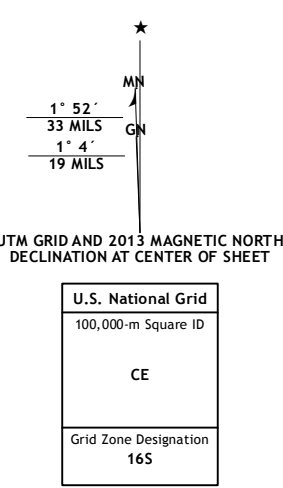 ★
MN
1° 52´
33 MILS
GN
1° 4´
19 MILS
UTM GRID AND 2013 MAGNETIC NORTH
DECLINATION AT CENTER OF SHEET
U.S. National Grid
100,000-m Square ID
CE
Grid Zone Designation
16S